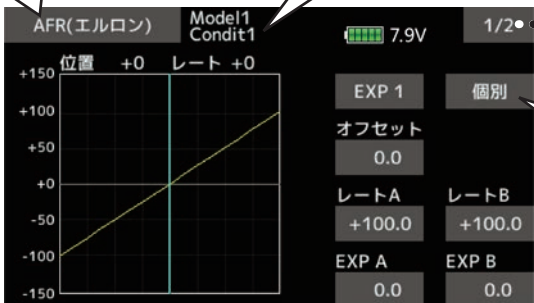 AFR(エルロン)
Model1
Condit1
7.9V
1/2
位置 +0 レート +0
+150
+100
+50
+0
-50
-100
-150
EXP 1
個別
オフセット
0.0
レートA レートB
+100.0 +100.0
EXP A EXP B
0.0 0.0